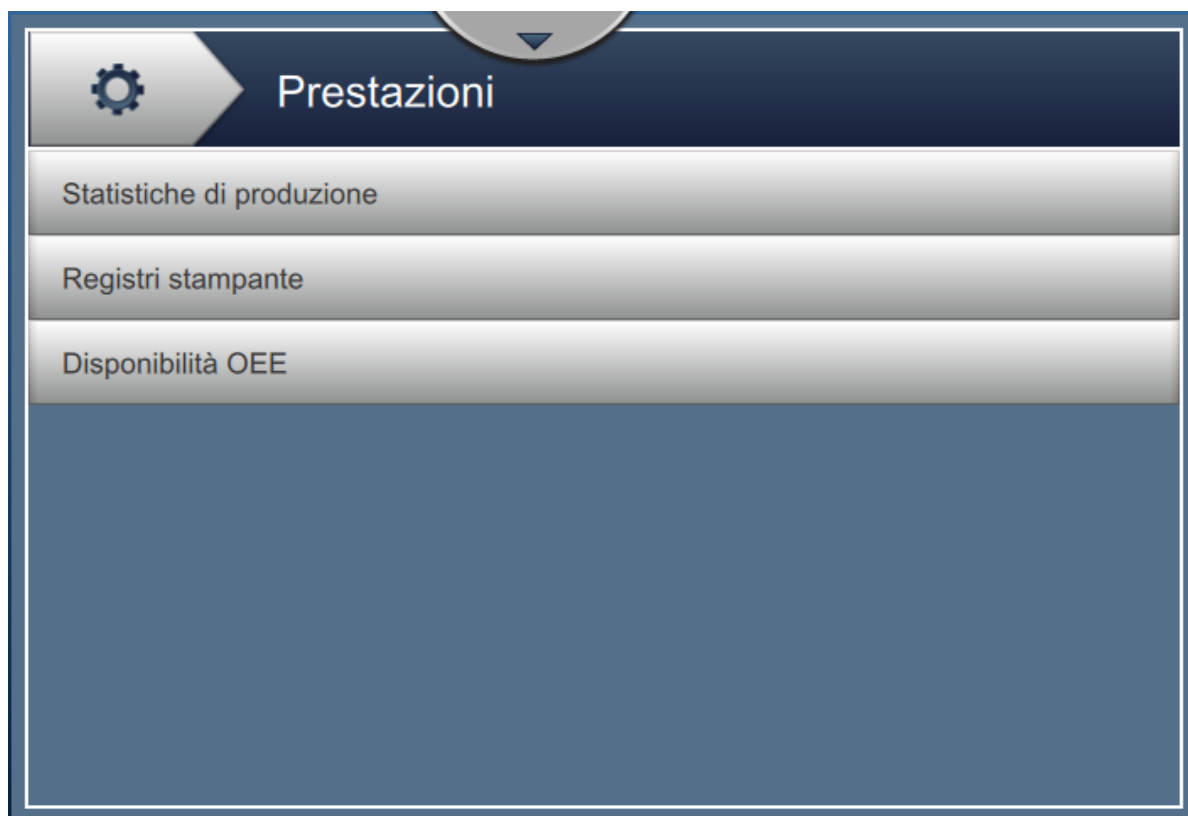 Prestazioni
Statistiche di produzione
Registri stampante
Disponibilità OEE